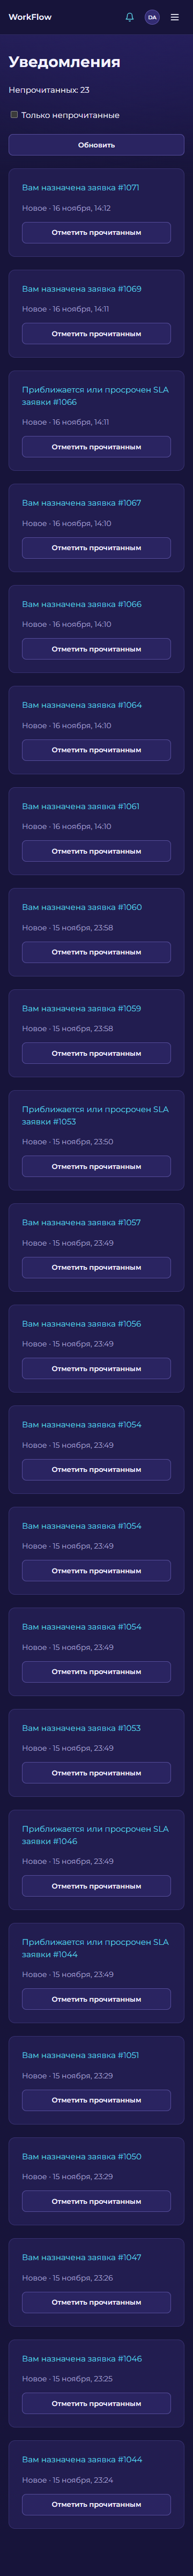 WorkFlow
DA
Уведомления
Непрочитанных: 23
Только непрочитанные
Обновить
Вам назначена заявка #1071
Новое · 16 ноября, 14:12
Отметить прочитанным
Вам назначена заявка #1069
Новое · 16 ноября, 14:11
Отметить прочитанным
Приближается или просрочен SLA
заявки #1066
Новое · 16 ноября, 14:11
Отметить прочитанным
Вам назначена заявка #1067
Новое · 16 ноября, 14:10
Отметить прочитанным
Вам назначена заявка #1066
Новое · 16 ноября, 14:10
Отметить прочитанным
Вам назначена заявка #1064
Новое · 16 ноября, 14:10
Отметить прочитанным
Вам назначена заявка #1061
Новое · 16 ноября, 14:10
Отметить прочитанным
Вам назначена заявка #1060
Новое · 15 ноября, 23:58
Отметить прочитанным
Вам назначена заявка #1059
Новое · 15 ноября, 23:58
Отметить прочитанным
Приближается или просрочен SLA
заявки #1053
Новое · 15 ноября, 23:50
Отметить прочитанным
Вам назначена заявка #1057
Новое · 15 ноября, 23:49
Отметить прочитанным
Вам назначена заявка #1056
Новое · 15 ноября, 23:49
Отметить прочитанным
Вам назначена заявка #1054
Новое · 15 ноября, 23:49
Отметить прочитанным
Вам назначена заявка #1054
Новое · 15 ноября, 23:49
Отметить прочитанным
Вам назначена заявка #1054
Новое · 15 ноября, 23:49
Отметить прочитанным
Вам назначена заявка #1053
Новое · 15 ноября, 23:49
Отметить прочитанным
Приближается или просрочен SLA
заявки #1046
Новое · 15 ноября, 23:49
Отметить прочитанным
Приближается или просрочен SLA
заявки #1044
Новое · 15 ноября, 23:49
Отметить прочитанным
Вам назначена заявка #1051
Новое · 15 ноября, 23:29
Отметить прочитанным
Вам назначена заявка #1050
Новое · 15 ноября, 23:29
Отметить прочитанным
Вам назначена заявка #1047
Новое · 15 ноября, 23:26
Отметить прочитанным
Вам назначена заявка #1046
Новое · 15 ноября, 23:25
Отметить прочитанным
Вам назначена заявка #1044
Новое · 15 ноября, 23:24
Отметить прочитанным